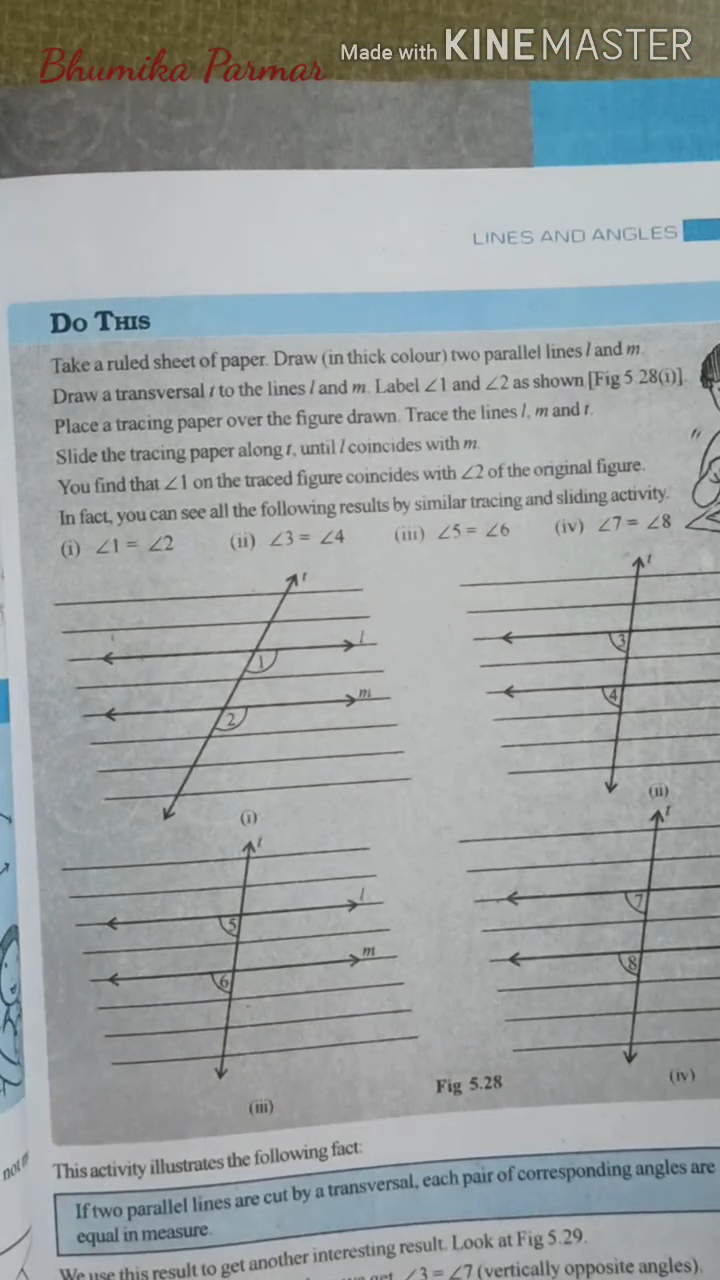 Bhumika Parmar
Made with KINEMASTER
LINES AND ANGLES
DO THIS
Take a ruled sheet of paper. Draw (in thick colour) two parallel lines l and m.
Draw a transversal t to the lines l and m. Label ∠1 and ∠2 as shown [Fig 5.28(i)].
Place a tracing paper over the figure drawn. Trace the lines l, m and t.
Slide the tracing paper along t, until l coincides with m.
You find that ∠1 on the traced figure coincides with ∠2 of the original figure.
In fact, you can see all the following results by similar tracing and sliding activity.
(i) ∠1 = ∠2 (ii) ∠3 = ∠4 (iii) ∠5 = ∠6 (iv) ∠7 = ∠8
t
l
1
m
2
(i)
t
3
4
(ii)
t
l
5
m
6
(iii)
t
7
8
(iv)
Fig 5.28
This activity illustrates the following fact:
If two parallel lines are cut by a transversal, each pair of corresponding angles are
equal in measure.
We use this result to get another interesting result. Look at Fig 5.29.
∠3 = ∠7 (vertically opposite angles).